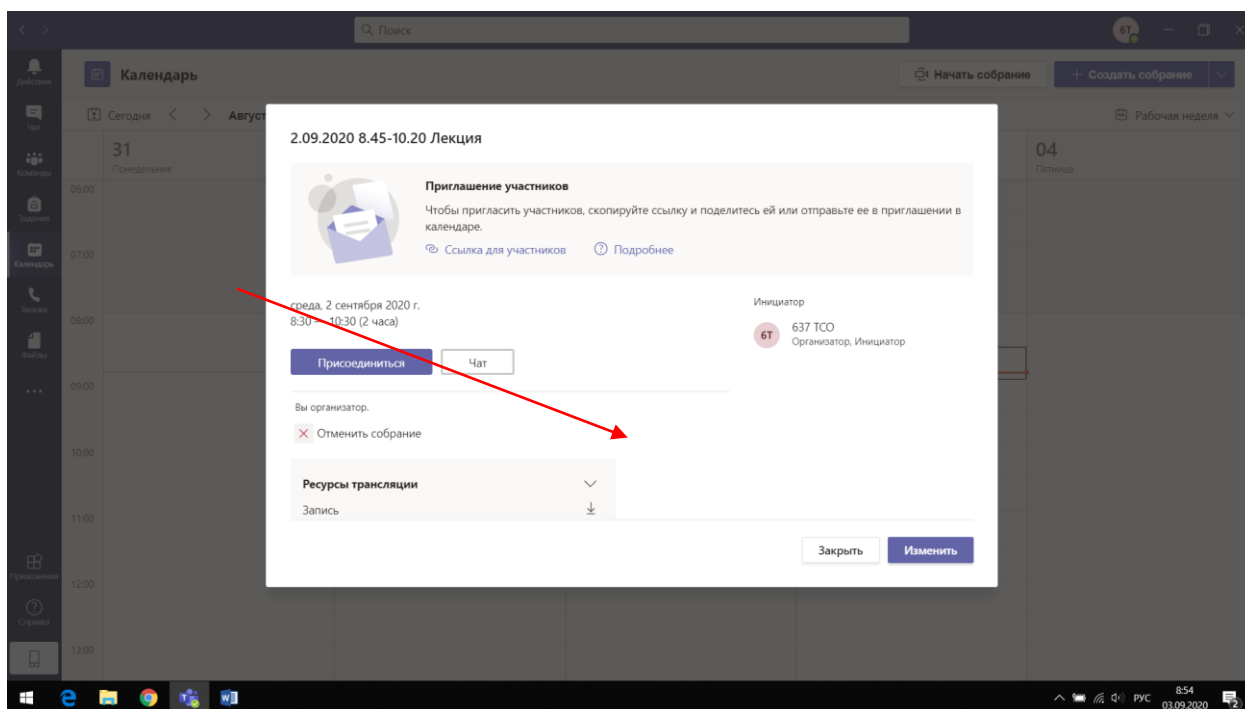 Поиск
6T
Действия
Календарь
Начать собрание
+ Создать собрание
Чат
Сегодня
Август
Рабочая неделя
31
Понедельник
04
Пятница
Команды
Задания
Календарь
Звонки
Файлы
06:00
07:00
08:00
09:00
10:00
11:00
12:00
13:00
2.09.2020 8.45-10.20 Лекция
Приглашение участников
Чтобы пригласить участников, скопируйте ссылку и поделитесь ей или отправьте ее в приглашении в
календаре.
Ссылка для участников
Подробнее
среда, 2 сентября 2020 г.
8:30 — 10:30 (2 часа)
Инициатор
6T
637 ТСО
Организатор, Инициатор
Присоединиться
Чат
Вы организатор.
Отменить собрание
Ресурсы трансляции
Запись
Закрыть
Изменить
Приложения
Справка
РУС
8:54
03.09.2020
2